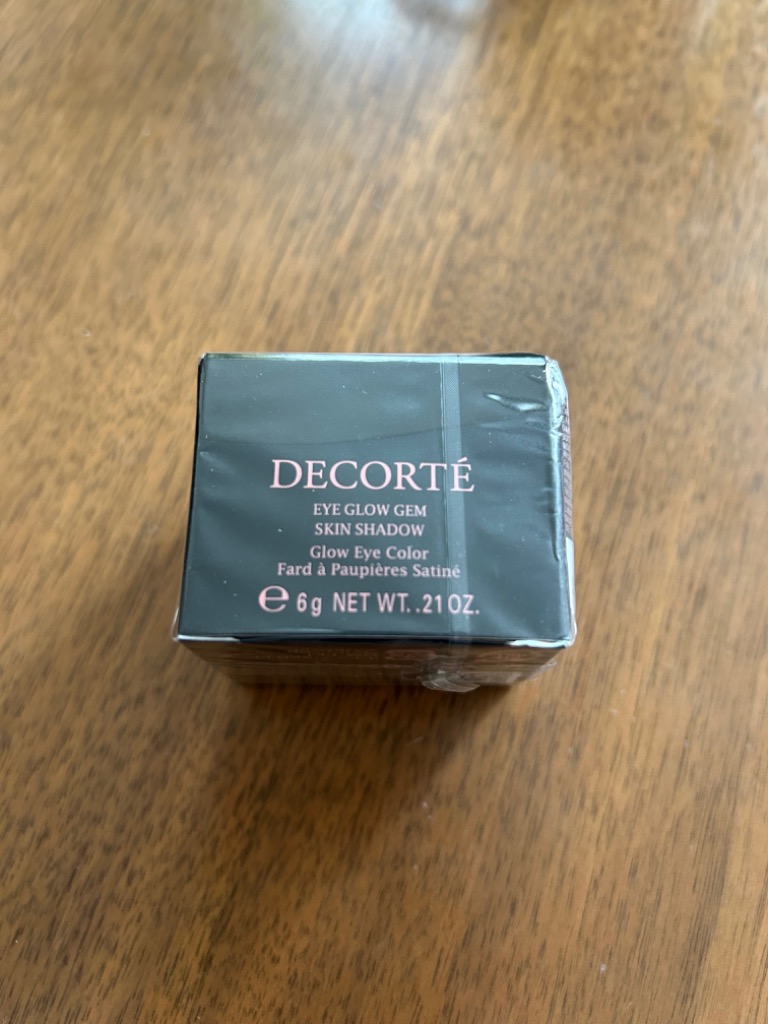 DECORTÉ
EYE GLOW GEM
SKIN SHADOW
Glow Eye Color
Fard à Paupières Satiné
℮ 6g NET WT. .21 OZ.